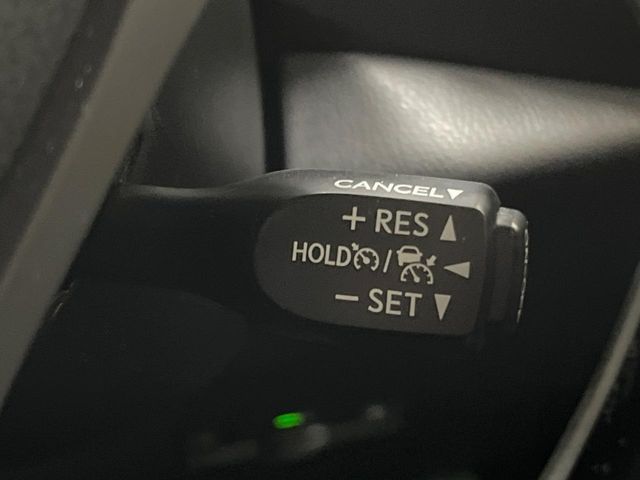 CANCEL▼
+ RES ▲
HOLD / ◄
− SET ▼